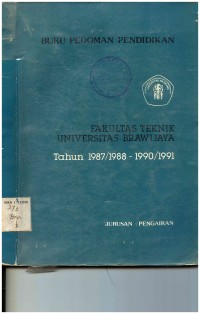 BUKU PEDOMAN PENDIDIKAN
FAKULTAS TEKNIK
UNIVERSITAS BRAWIJAYA
Tahun 1987/1988 - 1990/1991
JURUSAN PENGAIRAN